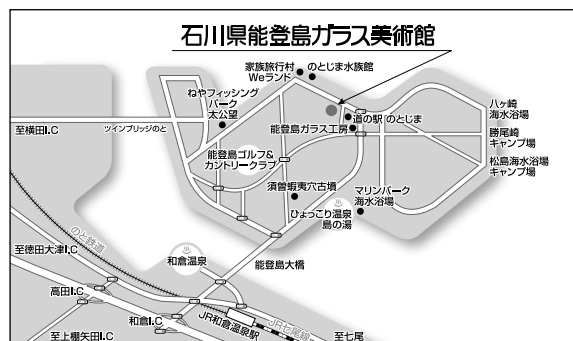 石川県能登島ガラス美術館
家族旅行村
Weランド
のとじま水族館
ねやフィッシング
パーク
太公望
道の駅 のとじま
能登島ガラス工房
八ヶ崎
海水浴場
至横田I.C
ツインブリッジのと
勝尾崎
キャンプ場
能登島ゴルフ&
カントリークラブ
松島海水浴場
キャンプ場
須曽蝦夷穴古墳
マリンパーク
海水浴場
ひょっこり温泉
島の湯
のと鉄道
至徳田大津I.C
和倉温泉
能登島大橋
高田I.C
和倉I.C
JR和倉温泉駅
JR七尾線
至上棚矢田I.C
至七尾